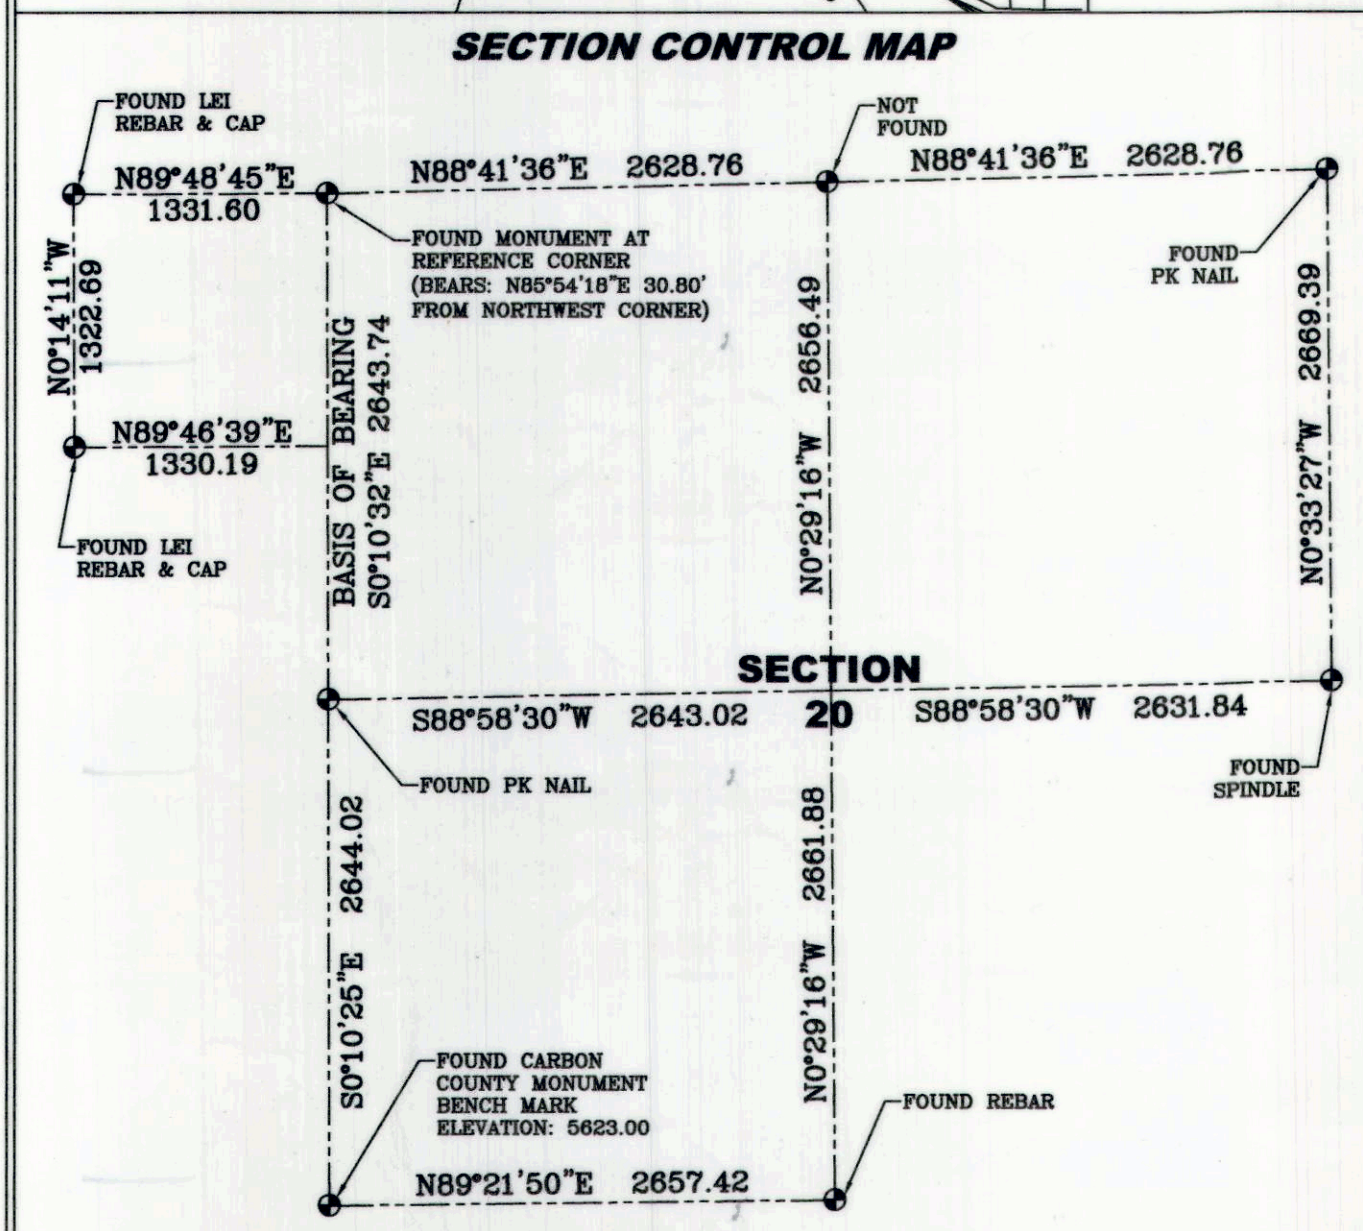 SECTION CONTROL MAP
FOUND LEI
REBAR & CAP
NOT
FOUND
N89°48'45"E
1331.60
N88°41'36"E 2628.76
N88°41'36"E 2628.76
FOUND MONUMENT AT
REFERENCE CORNER
(BEARS: N85°54'18"E 30.80'
FROM NORTHWEST CORNER)
FOUND
PK NAIL
N0°14'11"W
1322.69
N89°46'39"E
1330.19
FOUND LEI
REBAR & CAP
BASIS OF BEARING
S0°10'32"E 2643.74
N0°29'16"W 2656.49
N0°33'27"W 2669.39
SECTION
20
S88°58'30"W 2643.02
S88°58'30"W 2631.84
FOUND PK NAIL
FOUND
SPINDLE
S0°10'25"E 2644.02
N0°29'16"W 2661.88
FOUND CARBON
COUNTY MONUMENT
BENCH MARK
ELEVATION: 5623.00
FOUND REBAR
N89°21'50"E 2657.42